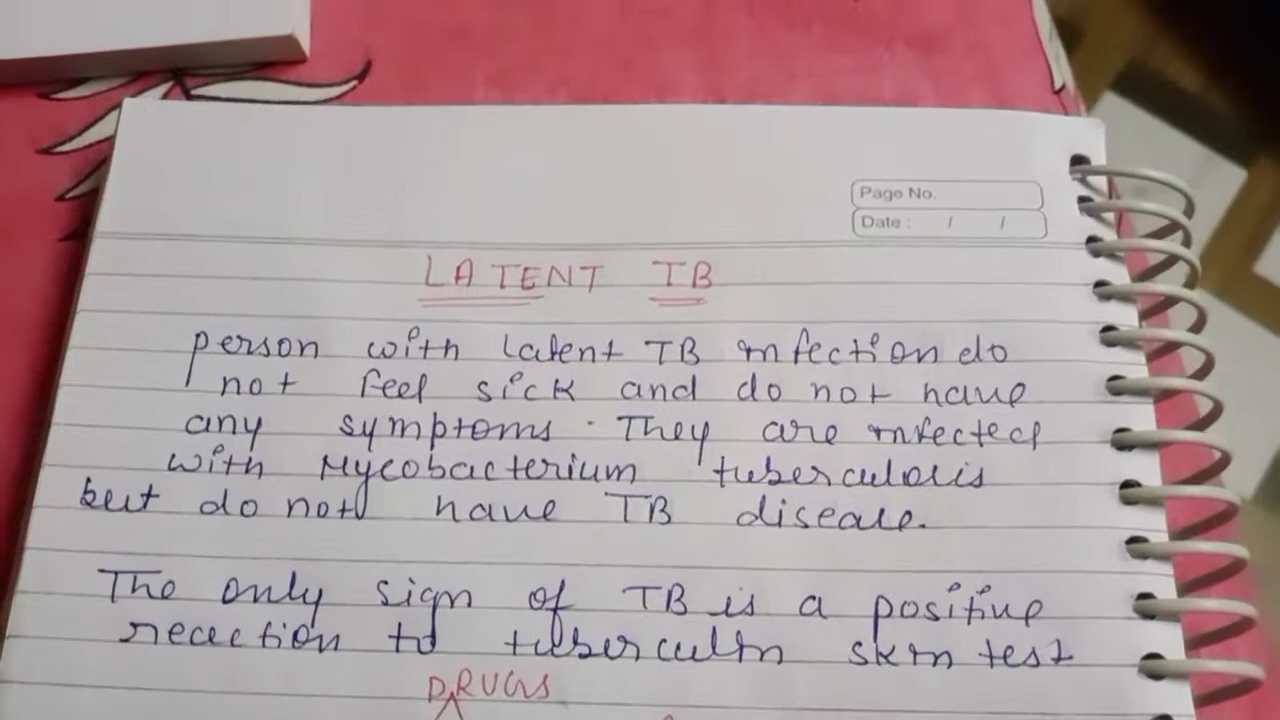 Page No.
Date : / /
LATENT TB
person with latent TB infection do
not feel sick and do not have
any symptoms. They are infected
with Mycobacterium tuberculosis
but do not have TB disease.
The only sign of TB is a positive
reaction to tuberculin skin test
DRUGS